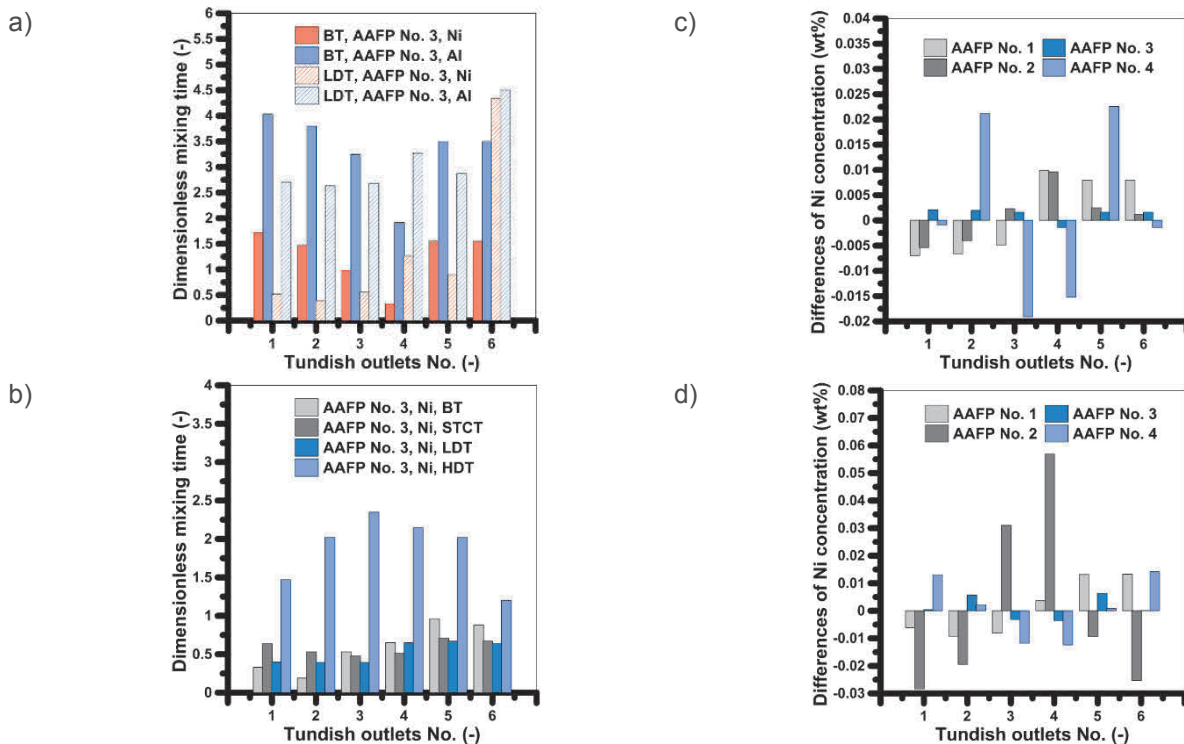 a)
Dimensionless mixing time (-)
6
5.5
5
4.5
4
3.5
3
2.5
2
1.5
1
0.5
0
BT, AAFP No. 3, Ni
BT, AAFP No. 3, Al
LDT, AAFP No. 3, Ni
LDT, AAFP No. 3, Al
1 2 3 4 5 6
Tundish outlets No. (-)
c)
Differences of Ni concentration (wt%)
0.04
0.035
0.03
0.025
0.02
0.015
0.01
0.005
0
-0.005
-0.01
-0.015
-0.02
AAFP No. 1 AAFP No. 3
AAFP No. 2 AAFP No. 4
1 2 3 4 5 6
Tundish outlets No. (-)
b)
Dimensionless mixing time (-)
4
3.5
3
2.5
2
1.5
1
0.5
0
AAFP No. 3, Ni, BT
AAFP No. 3, Ni, STCT
AAFP No. 3, Ni, LDT
AAFP No. 3, Ni, HDT
1 2 3 4 5 6
Tundish outlets No. (-)
d)
Differences of Ni concentration (wt%)
0.08
0.07
0.06
0.05
0.04
0.03
0.02
0.01
0
-0.01
-0.02
-0.03
AAFP No. 1 AAFP No. 3
AAFP No. 2 AAFP No. 4
1 2 3 4 5 6
Tundish outlets No. (-)